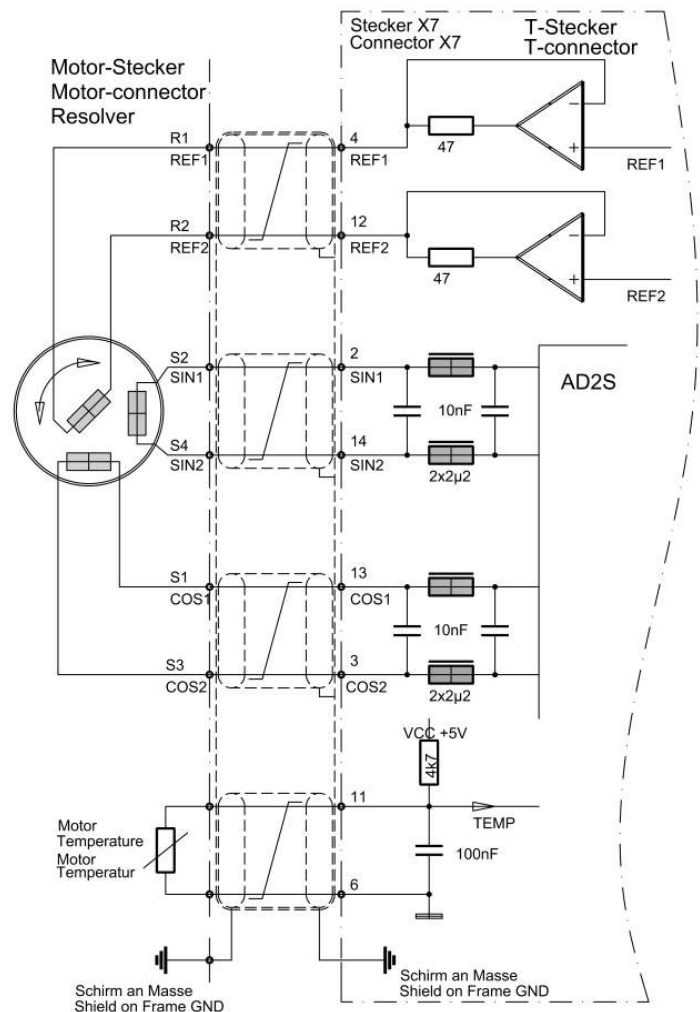 Stecker X7
Connector X7
T-Stecker
T-connector
Motor-Stecker
Motor-connector
Resolver
R1
REF1
4
REF1
47
REF1
R2
REF2
12
REF2
47
REF2
S2
SIN1
2
SIN1
10nF
AD2S
S4
SIN2
14
SIN2
2x2µ2
S1
COS1
13
COS1
10nF
S3
COS2
3
COS2
2x2µ2
VCC +5V
4k7
11
TEMP
Motor
Temperature
Motor
Temperatur
100nF
6
Schirm an Masse
Shield on Frame GND
Schirm an Masse
Shield on Frame GND